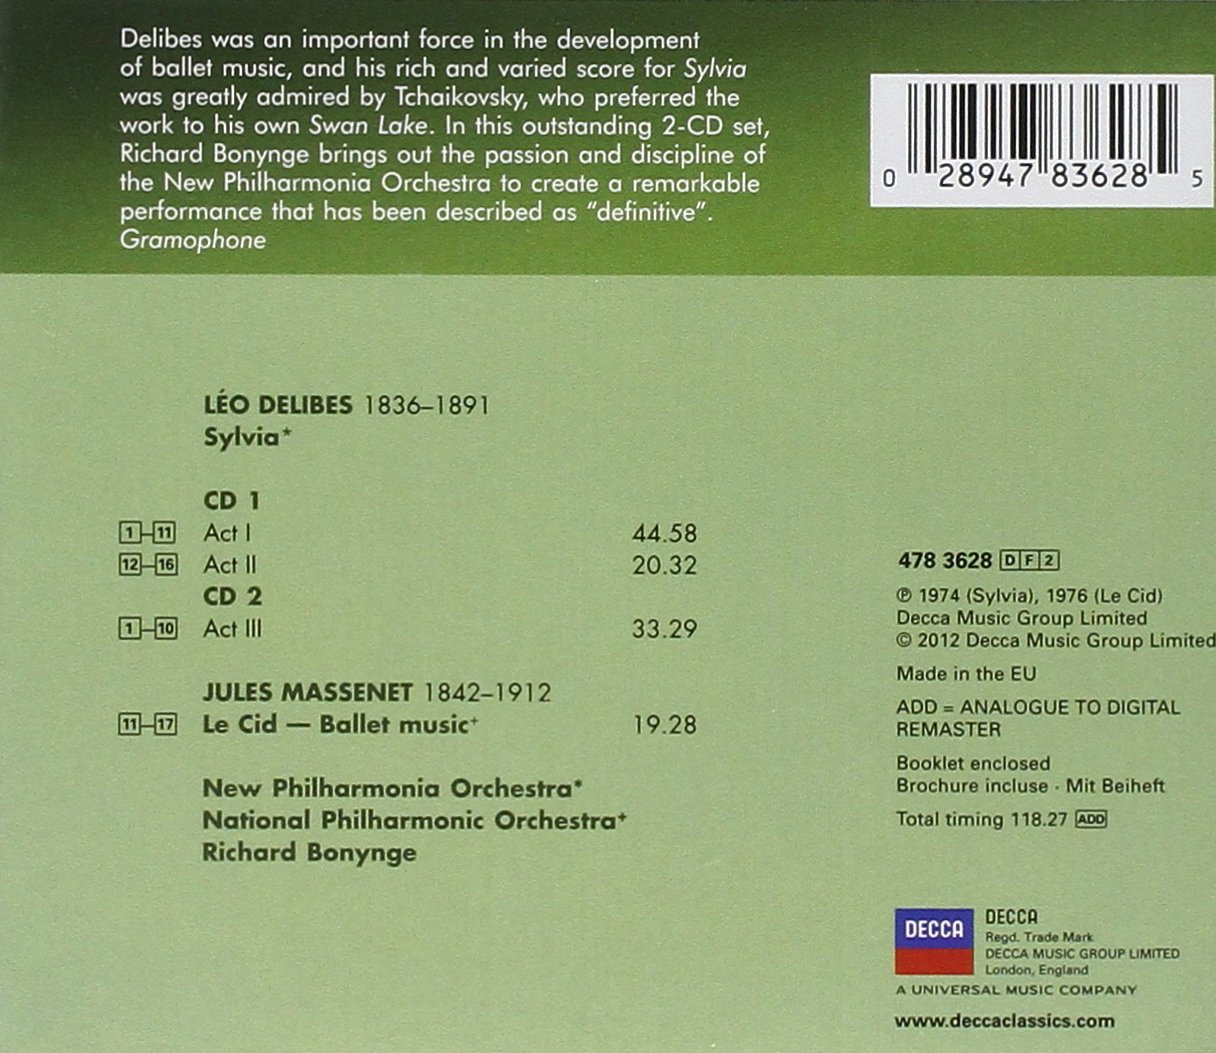 Delibes was an important force in the development
of ballet music, and his rich and varied score for Sylvia
was greatly admired by Tchaikovsky, who preferred the
work to his own Swan Lake. In this outstanding 2-CD set,
Richard Bonynge brings out the passion and discipline of
the New Philharmonia Orchestra to create a remarkable
performance that has been described as “definitive”.
Gramophone
0 28947 83628 5
LÉO DELIBES 1836–1891
Sylvia*
CD 1
1–11 Act I 44.58
12–16 Act II 20.32
CD 2
1–10 Act III 33.29
JULES MASSENET 1842–1912
11–17 Le Cid — Ballet music+ 19.28
New Philharmonia Orchestra*
National Philharmonic Orchestra+
Richard Bonynge
478 3628 D F 2
℗ 1974 (Sylvia), 1976 (Le Cid)
Decca Music Group Limited
© 2012 Decca Music Group Limited
Made in the EU
ADD = ANALOGUE TO DIGITAL
REMASTER
Booklet enclosed
Brochure incluse · Mit Beiheft
Total timing 118.27 ADD
DECCA
DECCA
Regd. Trade Mark
DECCA MUSIC GROUP LIMITED
London, England
A UNIVERSAL MUSIC COMPANY
www.deccaclassics.com